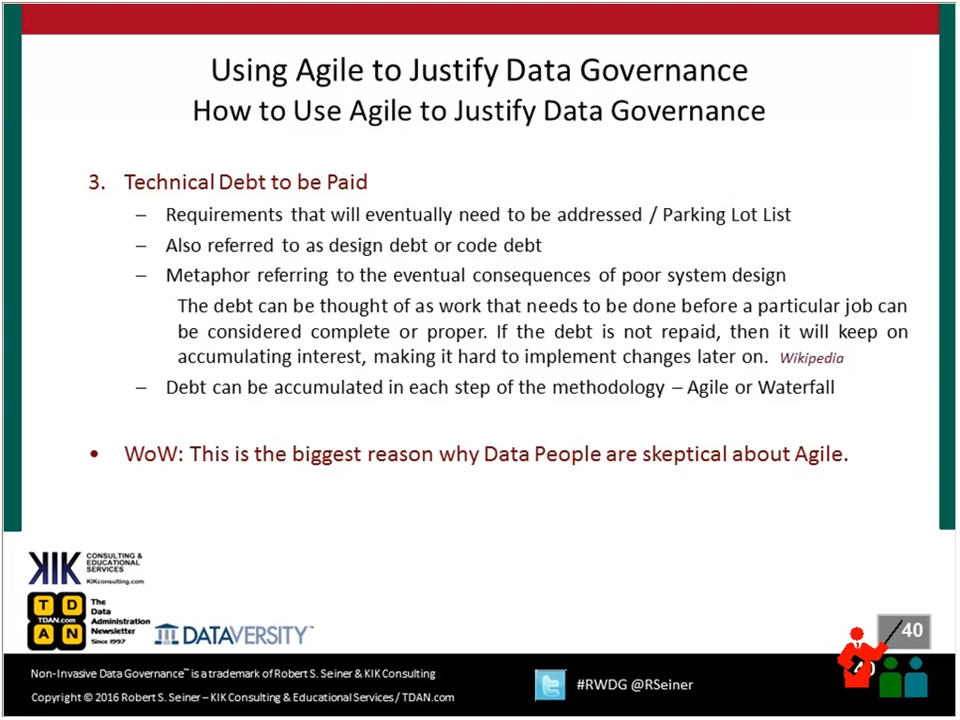 Using Agile to Justify Data Governance
How to Use Agile to Justify Data Governance
3. Technical Debt to be Paid
– Requirements that will eventually need to be addressed / Parking Lot List
– Also referred to as design debt or code debt
– Metaphor referring to the eventual consequences of poor system design
The debt can be thought of as work that needs to be done before a particular job can
be considered complete or proper. If the debt is not repaid, then it will keep on
accumulating interest, making it hard to implement changes later on. Wikipedia
– Debt can be accumulated in each step of the methodology – Agile or Waterfall
• WoW: This is the biggest reason why Data People are skeptical about Agile.
KIK
CONSULTING &
EDUCATIONAL
SERVICES
KIKconsulting.com
T D
TDAN.com
A N
The
Data
Administration
Newsletter
Since 1997
DATAVERSITY™
40
40
Non-Invasive Data Governance™ is a trademark of Robert S. Seiner & KIK Consulting
Copyright © 2016 Robert S. Seiner – KIK Consulting & Educational Services / TDAN.com
#RWDG @RSeiner